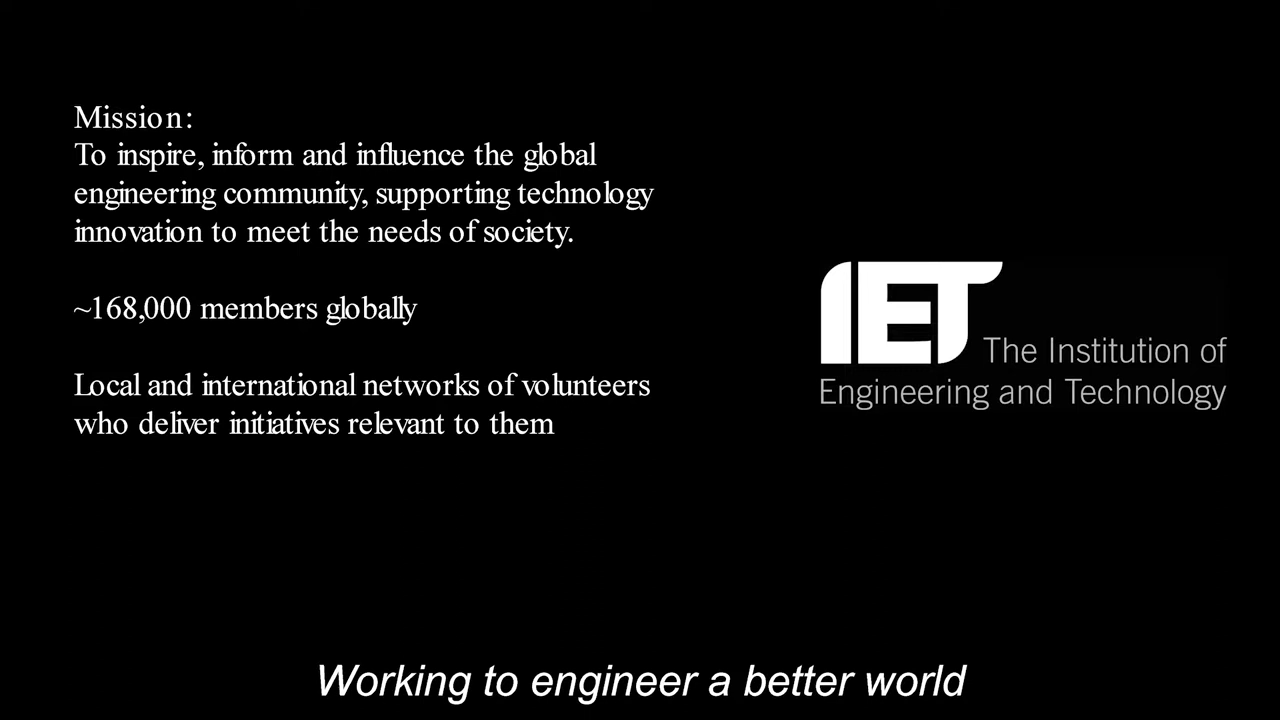 Mission:
To inspire, inform and influence the global
engineering community, supporting technology
innovation to meet the needs of society.
~168,000 members globally
Local and international networks of volunteers
who deliver initiatives relevant to them
IET The Institution of
Engineering and Technology
Working to engineer a better world